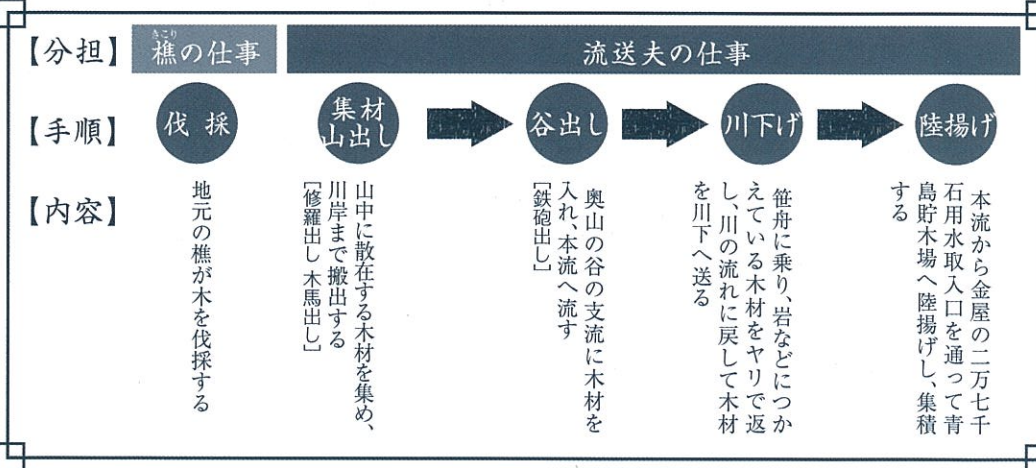 【分担】
樵の仕事
きこり
流送夫の仕事
【手順】
伐採
集材
山出し
谷出し
川下げ
陸揚げ
【内容】
地元の樵が木を伐採する
山中に散在する木材を集め、
川岸まで搬出する
[修羅出し 木馬出し]
奥山の谷の支流に木材を
入れ、本流へ流す
[鉄砲出し]
笹舟に乗り、岩などにつか
えている木材をヤリで返
し、川の流れに戻して木材
を川下へ送る
本流から金屋の二万七千
石用水取入口を通って青
島貯木場へ陸揚げし、集積
する